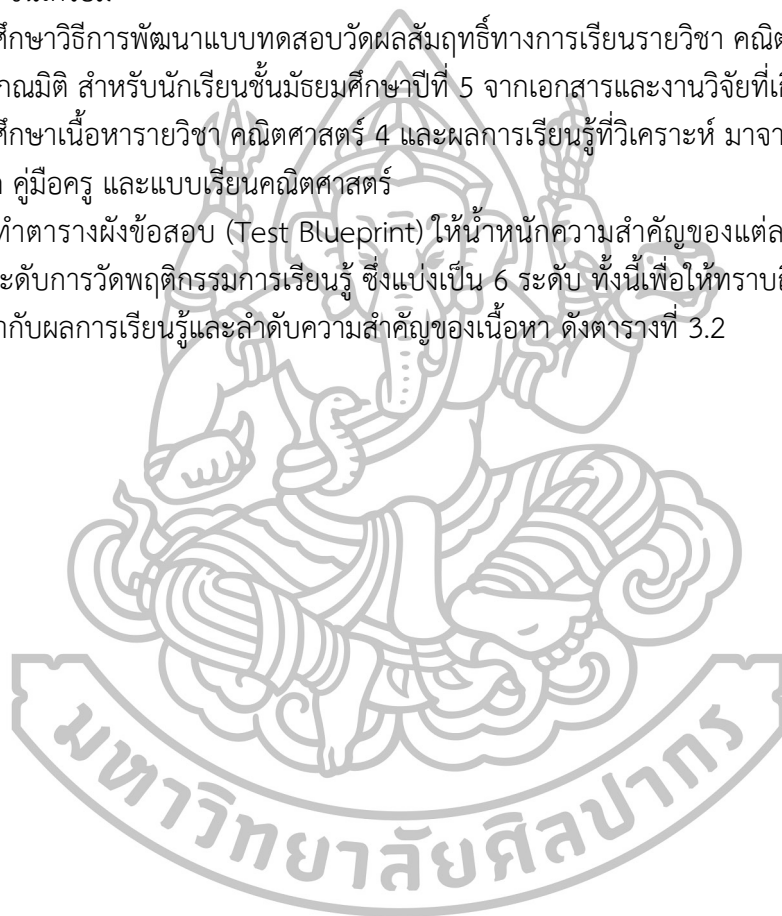 ศึกษาวิธีการพัฒนาแบบทดสอบวัดผลสัมฤทธิ์ทางการเรียนรายวิชา
สำหรับนักเรียนชั้นมัธยมศึกษาปีที่ 5 จากเอกสารและงานวิจัยที่
ศึกษาเนื้อหารายวิชา คณิตศาสตร์ 4 และผลการเรียนรู้ที่วิเคราะห์ มาจา
คู่มือครู และแบบเรียนคณิตศาสตร์
ทำตารางผังข้อสอบ (Test Blueprint) ให้น้ำหนักความสำคัญของแต่ล
ระดับการวัดพฤติกรรมการเรียนรู้ ซึ่งแบ่งเป็น 6 ระดับ ทั้งนี้เพื่อให้ทราบ
ากับผลการเรียนรู้และลำดับความสำคัญของเนื้อหา ดังตารางที่ 3.2
มหาวิทยาลัยศิลปากร